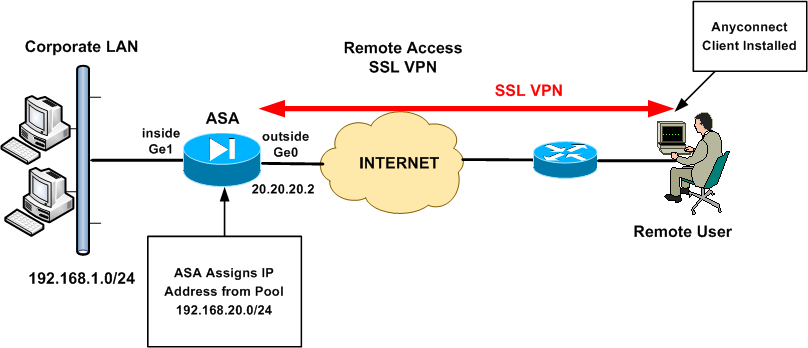 Corporate LAN
Remote Access
SSL VPN
Anyconnect
Client Installed
SSL VPN
ASA
inside
Ge1
outside
Ge0
INTERNET
20.20.20.2
Remote User
192.168.1.0/24
ASA Assigns IP
Address from Pool
192.168.20.0/24